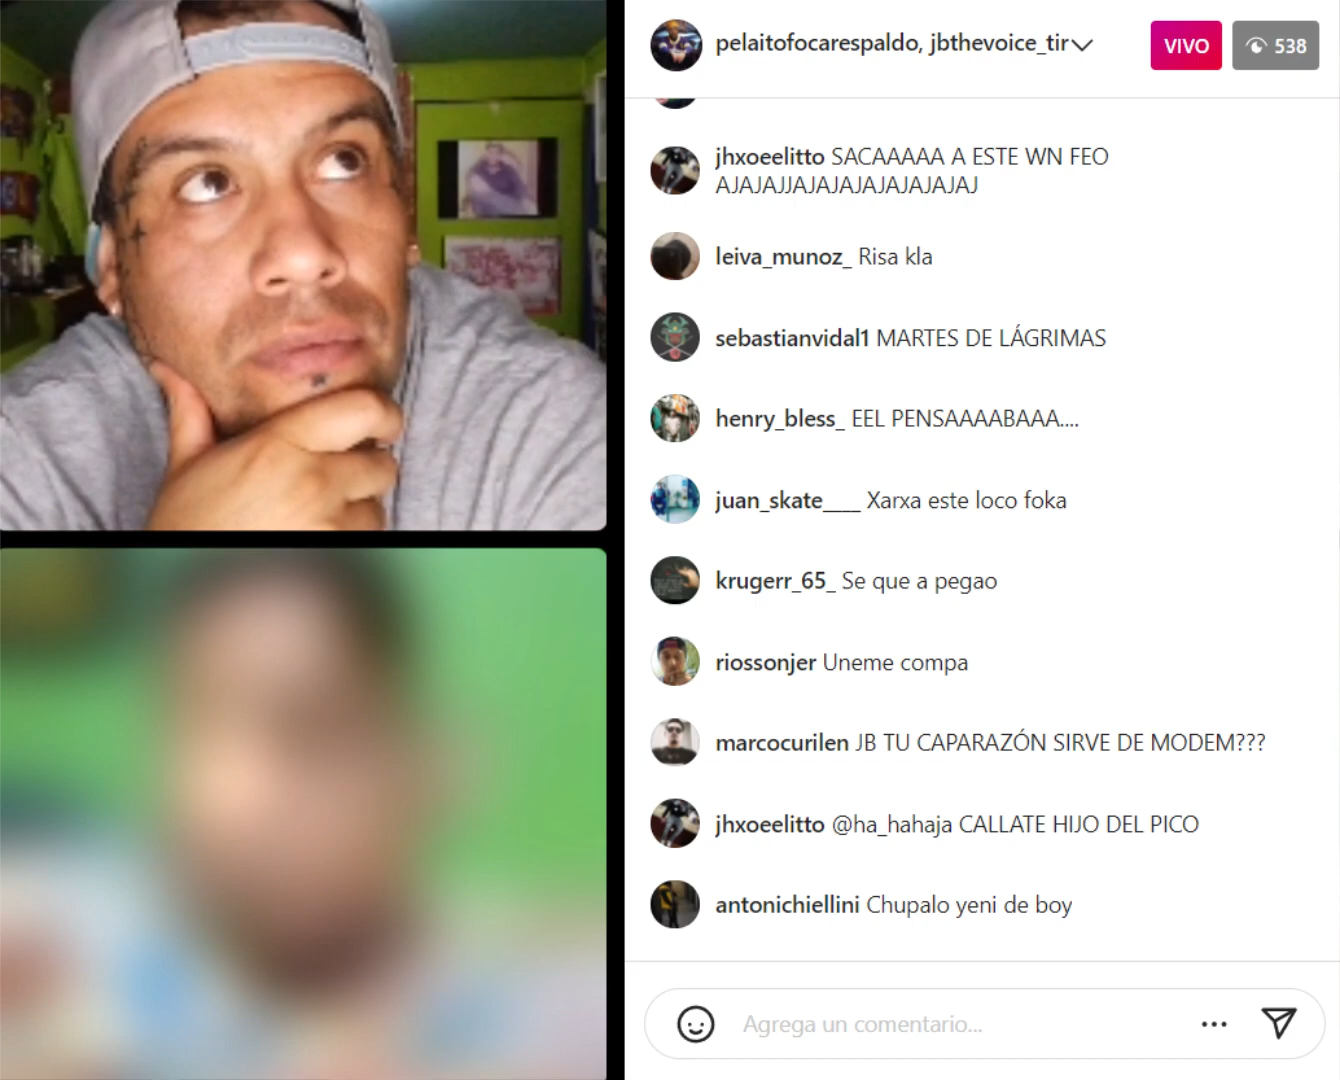 pelaitofocarespaldo, jbthevoice_tir
VIVO
538
jhxoeelitto SACAAAAA A ESTE WN FEO
AJAJAJJAJAJAJAJAJAJAJ
leiva_munoz_ Risa kla
sebastianvidal1 MARTES DE LÁGRIMAS
henry_bless_ EEL PENSAAAABAAA....
juan_skate___ Xarxa este loco foka
krugerr_65_ Se que a pegao
riossonjer Uneme compa
marcocurilen JB TU CAPARAZÓN SIRVE DE MODEM???
jhxoeelitto @ha_hahaja CALLATE HIJO DEL PICO
antonichiellini Chupalo yeni de boy
Agrega un comentario...